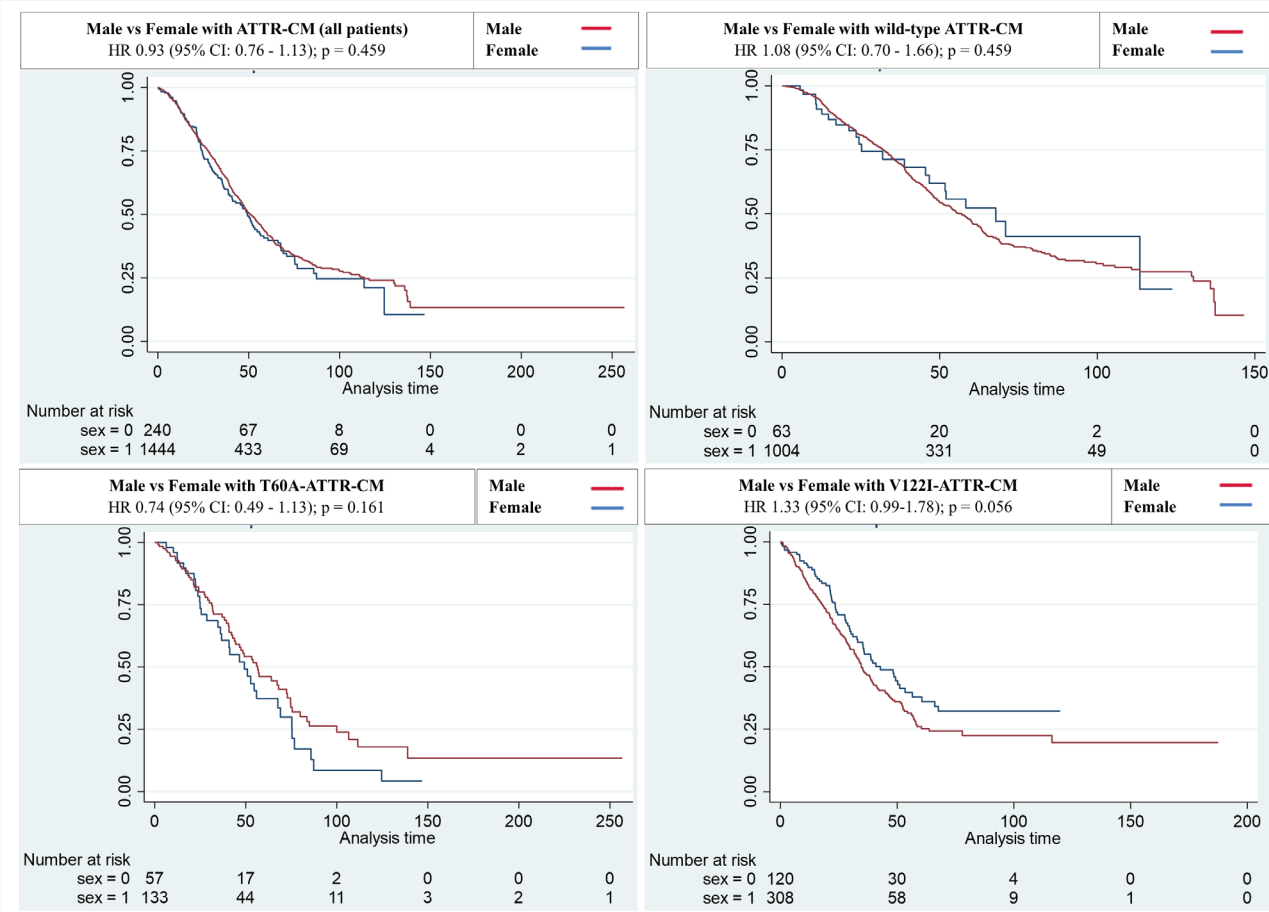 Male vs Female with ATTR-CM (all patients)
HR 0.93 (95% CI: 0.76 - 1.13); p = 0.459
Male
Female
1.00
0.75
0.50
0.25
0.00
0 50 100 150 200 250
Analysis time
Number at risk
sex = 0 240 67 8 0 0 0
sex = 1 1444 433 69 4 2 1
Male vs Female with wild-type ATTR-CM
HR 1.08 (95% CI: 0.70 - 1.66); p = 0.459
Male
Female
1.00
0.75
0.50
0.25
0.00
0 50 100 150
Analysis time
Number at risk
sex = 0 63 20 2 0
sex = 1 1004 331 49 0
Male vs Female with T60A-ATTR-CM
HR 0.74 (95% CI: 0.49 - 1.13); p = 0.161
Male
Female
1.00
0.75
0.50
0.25
0.00
0 50 100 150 200 250
Analysis time
Number at risk
sex = 0 57 17 2 0 0 0
sex = 1 133 44 11 3 2 1
Male vs Female with V122I-ATTR-CM
HR 1.33 (95% CI: 0.99-1.78); p = 0.056
Male
Female
1.00
0.75
0.50
0.25
0.00
0 50 100 150 200
Analysis time
Number at risk
sex = 0 120 30 4 0 0
sex = 1 308 58 9 1 0